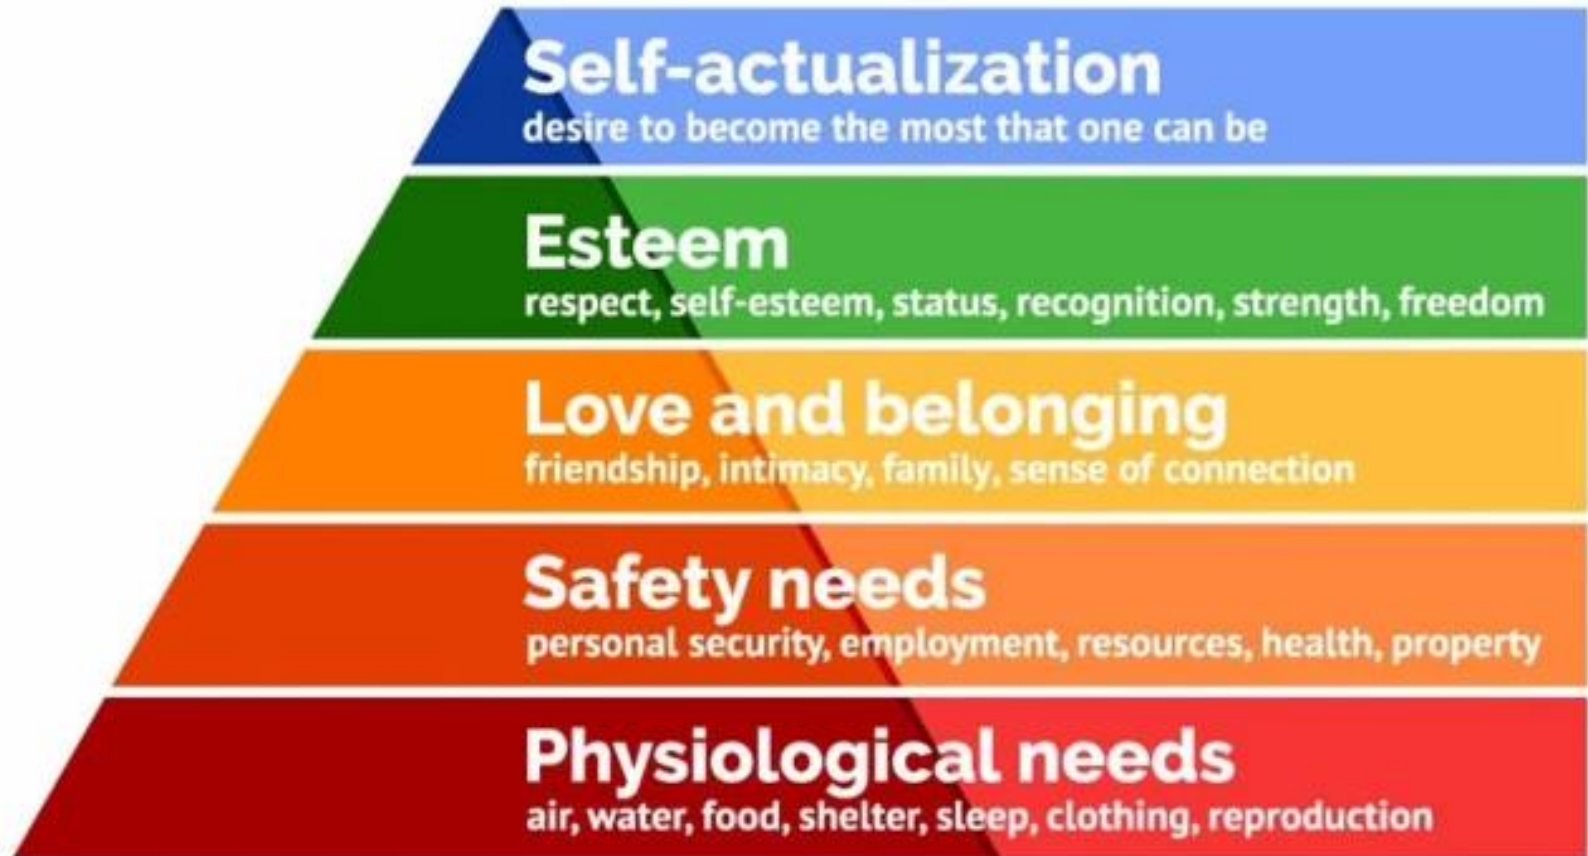 Self-actualization
desire to become the most that one can be
Esteem
respect, self-esteem, status, recognition, strength, freedom
Love and belonging
friendship, intimacy, family, sense of connection
Safety needs
personal security, employment, resources, health, property
Physiological needs
air, water, food, shelter, sleep, clothing, reproduction